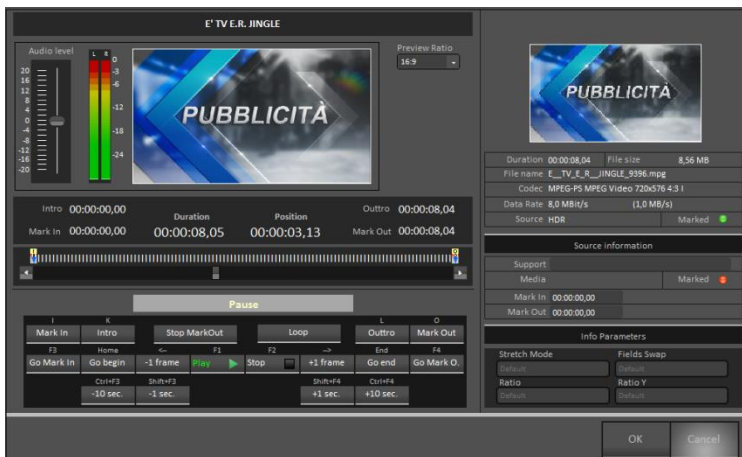 E' TV E.R. JINGLE
Audio level
L R
20
16
12
8
4
0
-4
-8
-12
-16
-20
0
-3
-6
-12
-18
-24
PUBBLICITÀ
Preview Ratio
16:9
Intro 00:00:00,00
Mark In 00:00:00,00
Duration
00:00:08,05
Position
00:00:03,13
Outtro 00:00:08,04
Mark Out 00:00:08,04
I O
Pause
I K L O
Mark In Intro Stop MarkOut Loop Outtro Mark Out
F3 Home <-- F1 F2 --> End F4
Go Mark In Go begin -1 frame Play Stop +1 frame Go end Go Mark O.
Ctrl+F3 Shift+F3 Shift+F4 Ctrl+F4
-10 sec. -1 sec. +1 sec. +10 sec.
PUBBLICITÀ
Duration 00:00:08,04 File size 8,56 MB
File name E__TV_E_R__JINGLE_9396.mpg
Codec MPEG-PS MPEG Video 720x576 4:3 I
Data Rate 8,0 MBit/s (1,0 MB/s)
Source HDR Marked
Source information
Support
Media Marked
Mark In 00:00:00,00
Mark Out 00:00:00,00
Info Parameters
Stretch Mode Fields Swap
Default Default
Ratio Ratio Y
Default Default
OK Cancel